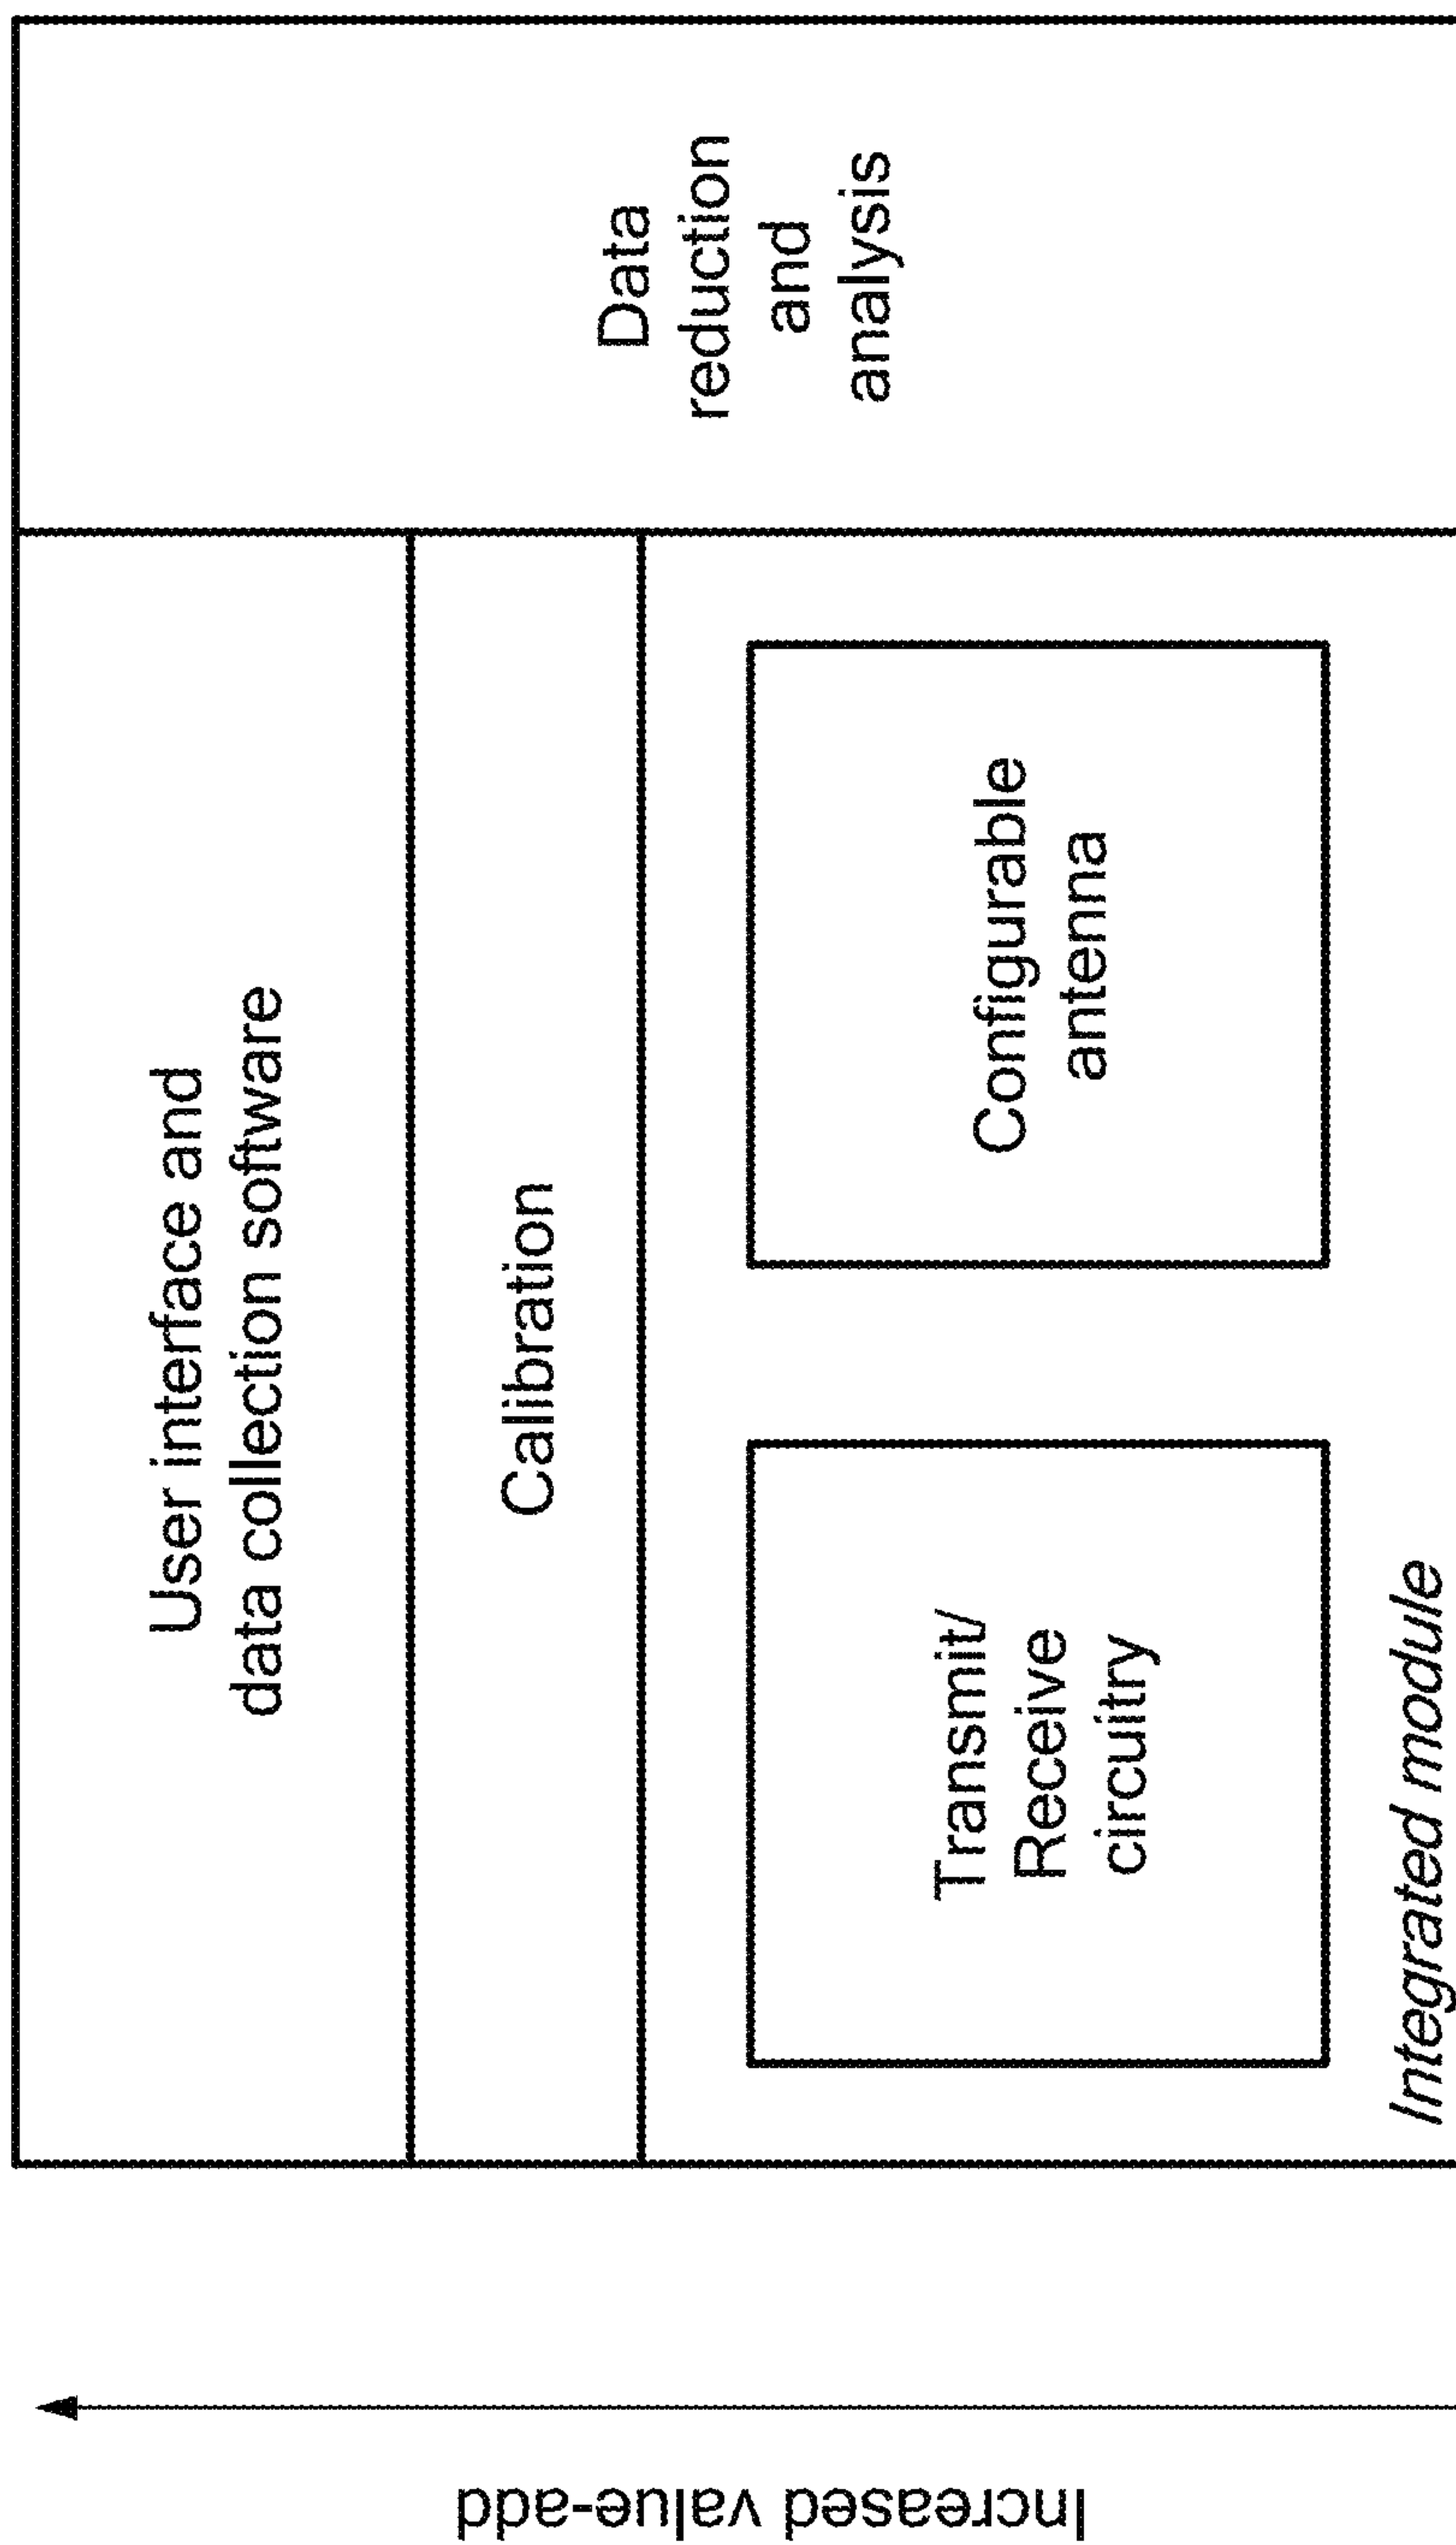 User interface and
data collection software
Calibration
Transmit/
Receive
circuitry
Configurable
antenna
Integrated module
Data
reduction
and
analysis
Increased value-add